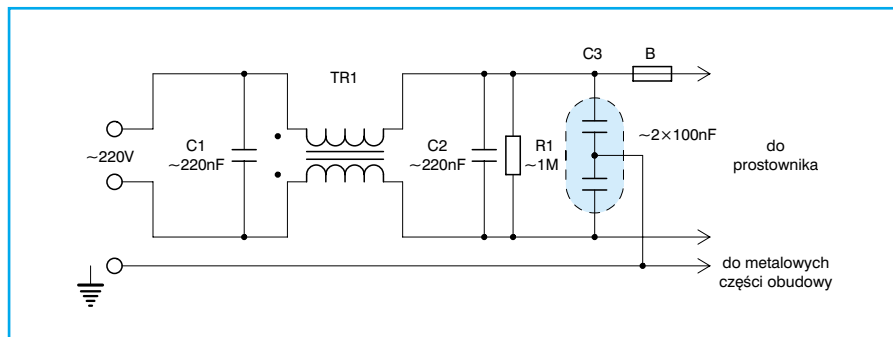 C3
B
TR1
~220V
C1
~220nF
C2
~220nF
R1
~1M
~2×100nF
do
prostownika
do metalowych
części obudowy